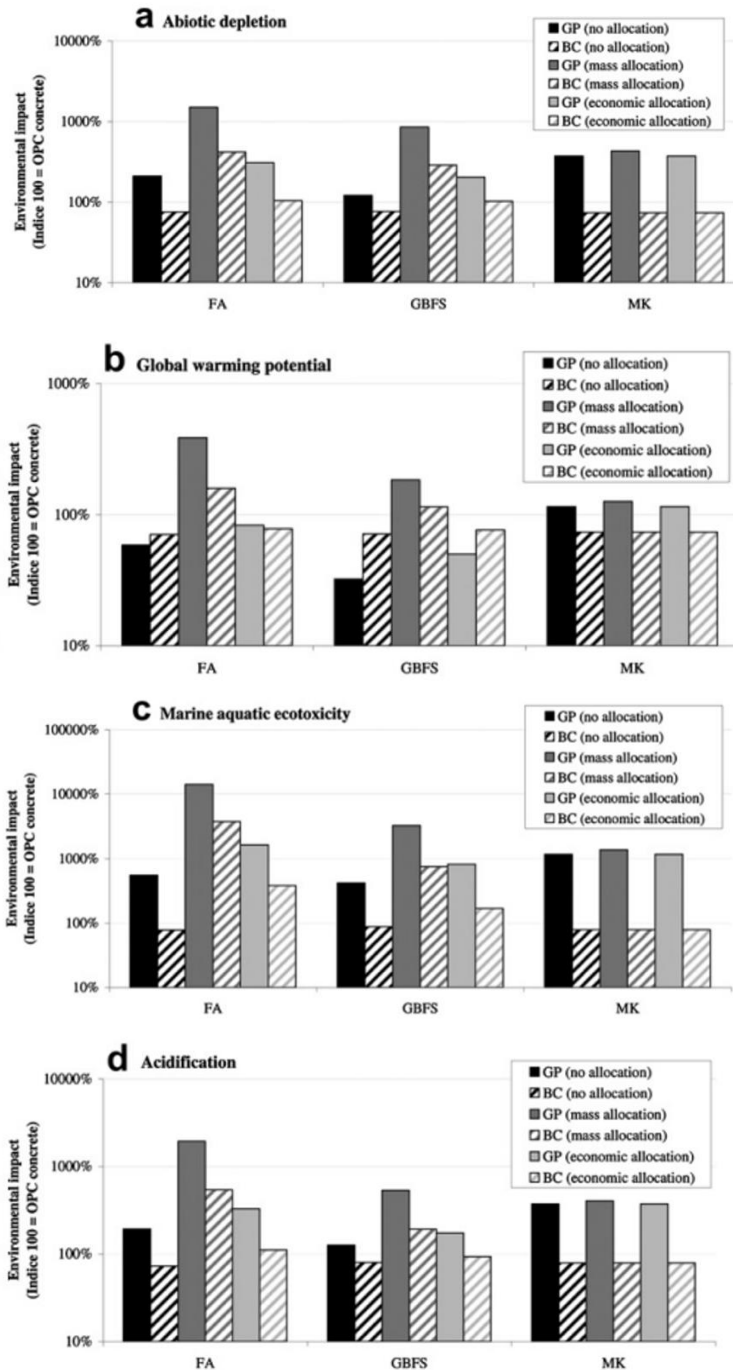 a Abiotic depletion
Environmental impact
(Indice 100 = OPC concrete)
10000%
1000%
100%
10%
GP (no allocation)
BC (no allocation)
GP (mass allocation)
BC (mass allocation)
GP (economic allocation)
BC (economic allocation)
FA GBFS MK
b Global warming potential
Environmental impact
(Indice 100 = OPC concrete)
1000%
100%
10%
GP (no allocation)
BC (no allocation)
GP (mass allocation)
BC (mass allocation)
GP (economic allocation)
BC (economic allocation)
FA GBFS MK
c Marine aquatic ecotoxicity
Environmental impact
(Indice 100 = OPC concrete)
100000%
10000%
1000%
100%
10%
GP (no allocation)
BC (no allocation)
GP (mass allocation)
BC (mass allocation)
GP (economic allocation)
BC (economic allocation)
FA GBFS MK
d Acidification
Environmental impact
(Indice 100 = OPC concrete)
10000%
1000%
100%
10%
GP (no allocation)
BC (no allocation)
GP (mass allocation)
BC (mass allocation)
GP (economic allocation)
BC (economic allocation)
FA GBFS MK